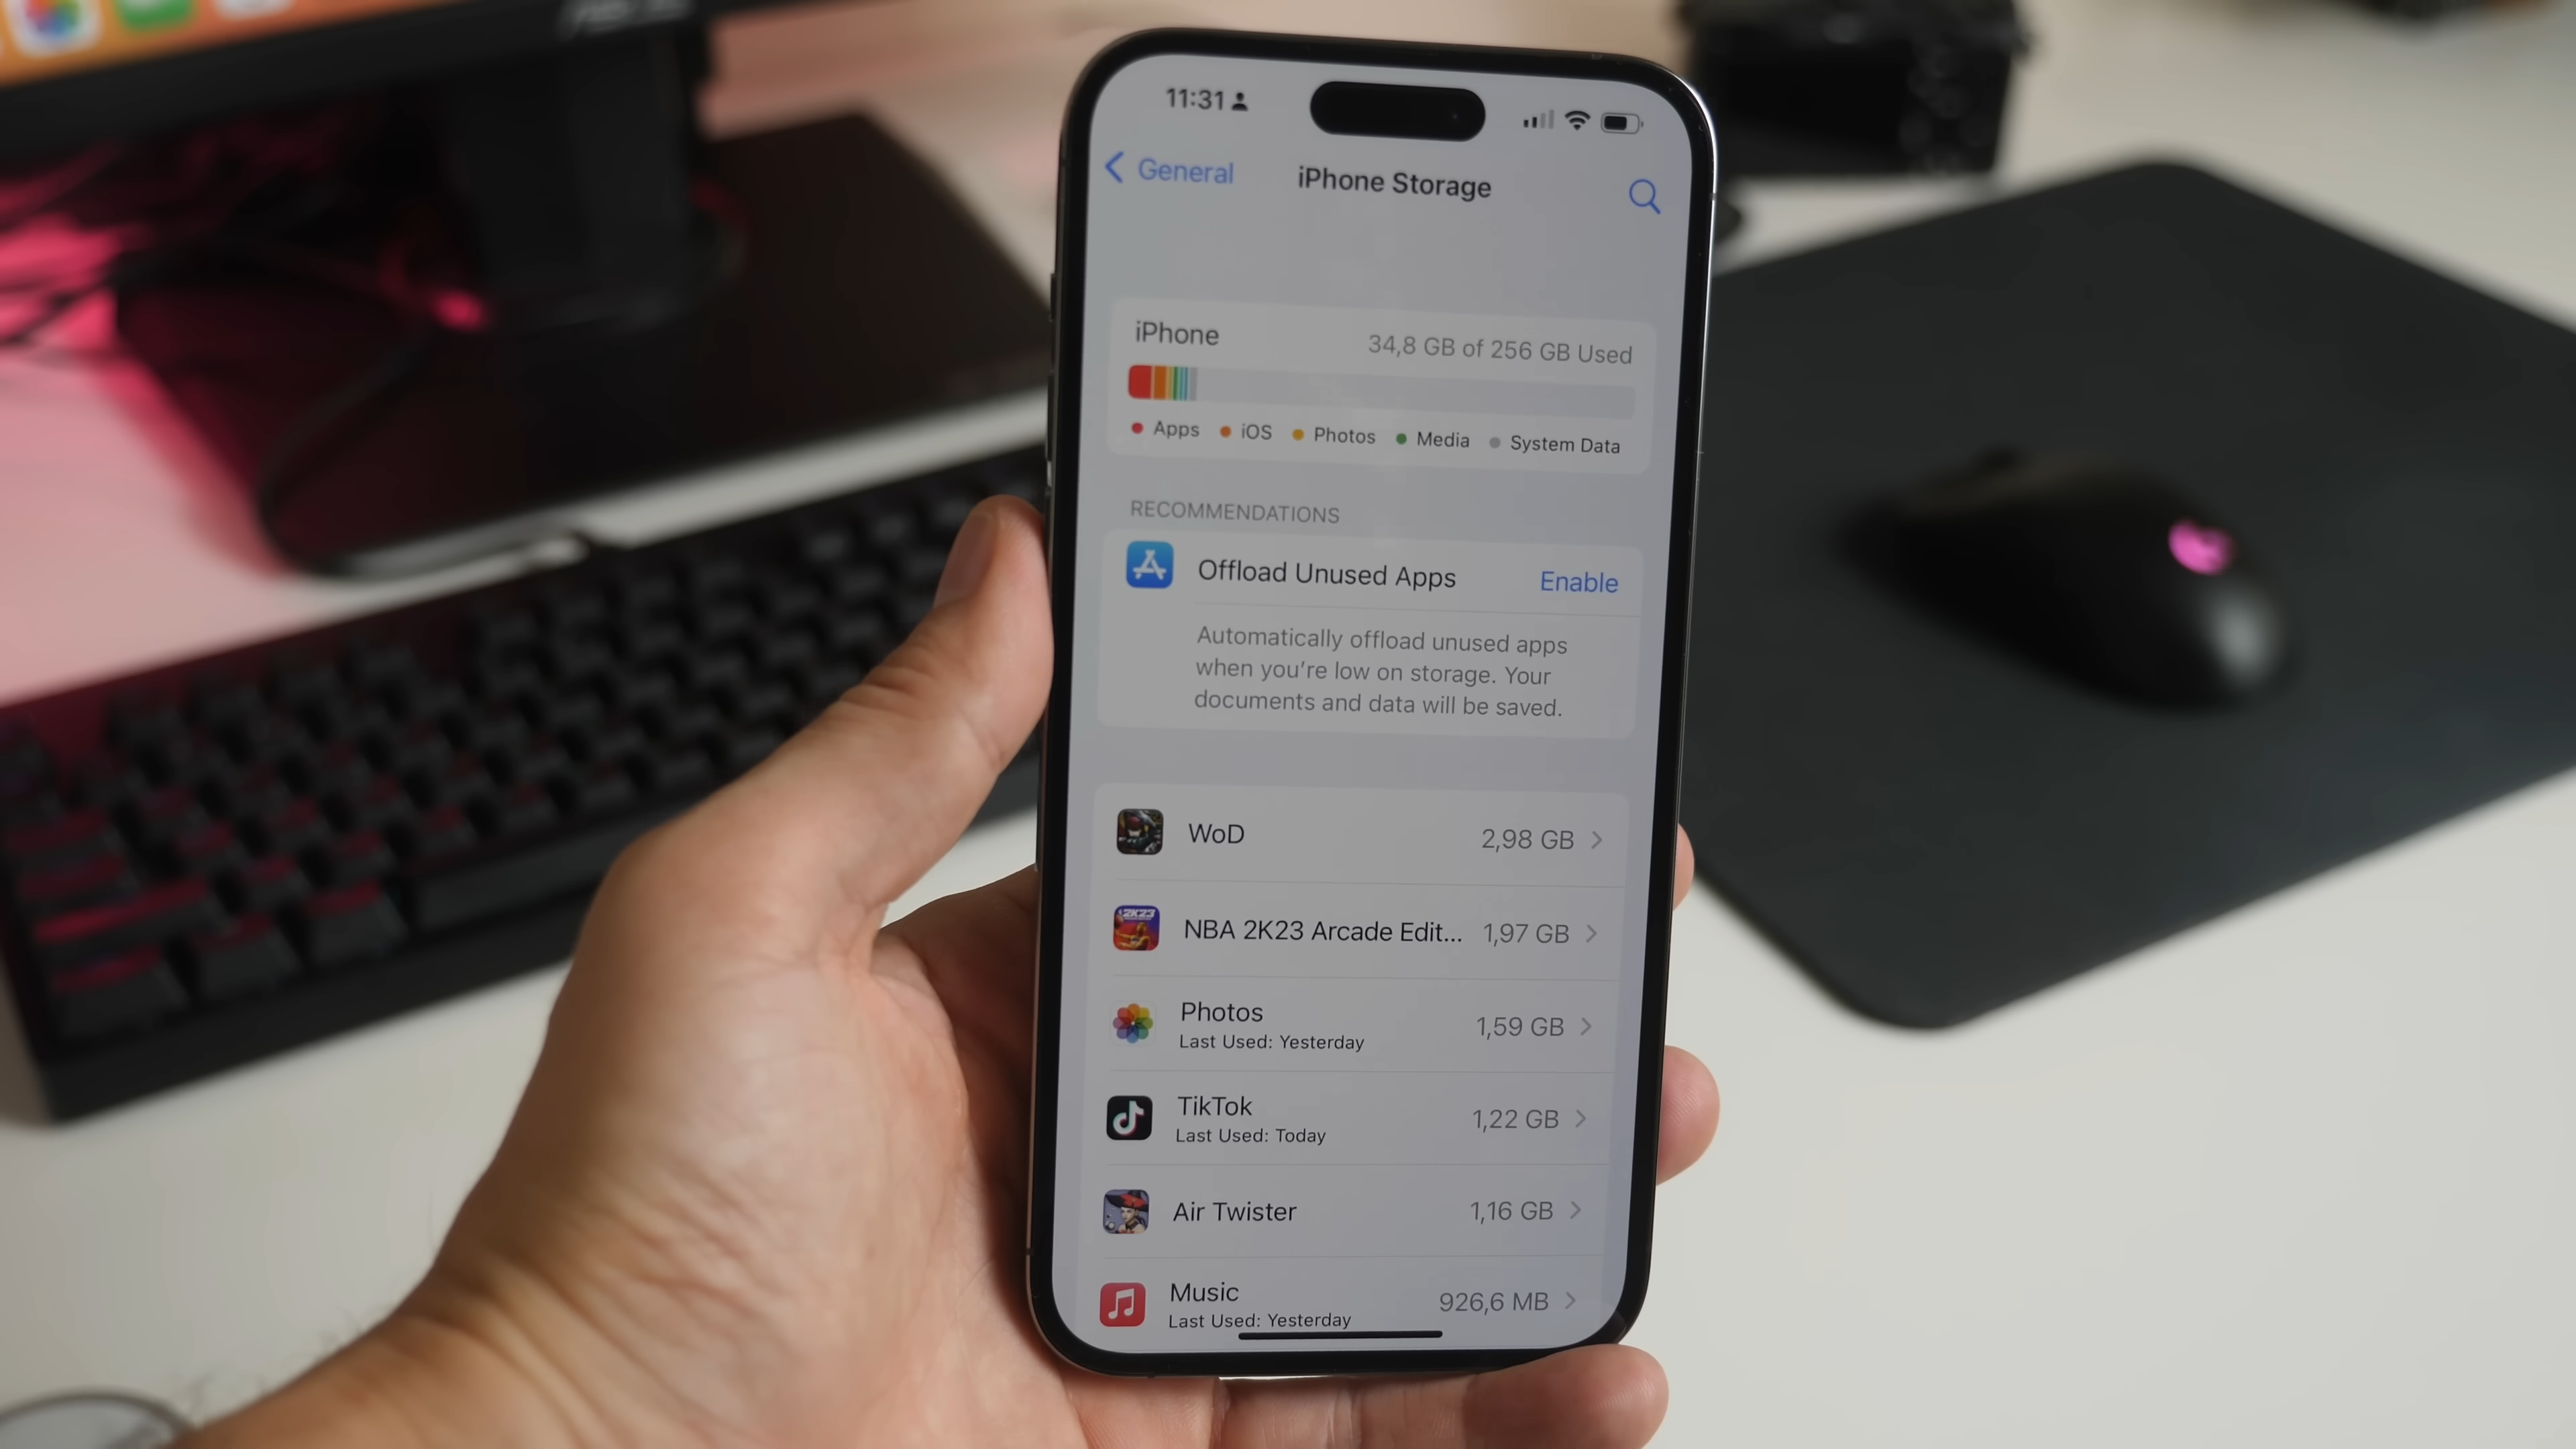 11:31
General
iPhone Storage
iPhone
34,8 GB of 256 GB Used
Apps
iOS
Photos
Media
System Data
RECOMMENDATIONS
Offload Unused Apps
Enable
Automatically offload unused apps
when you're low on storage. Your
documents and data will be saved.
WoD
2,98 GB
2K23
NBA 2K23 Arcade Edit...
1,97 GB
Photos
1,59 GB
Last Used: Yesterday
TikTok
1,22 GB
Last Used: Today
Air Twister
1,16 GB
Music
926,6 MB
Last Used: Yesterday